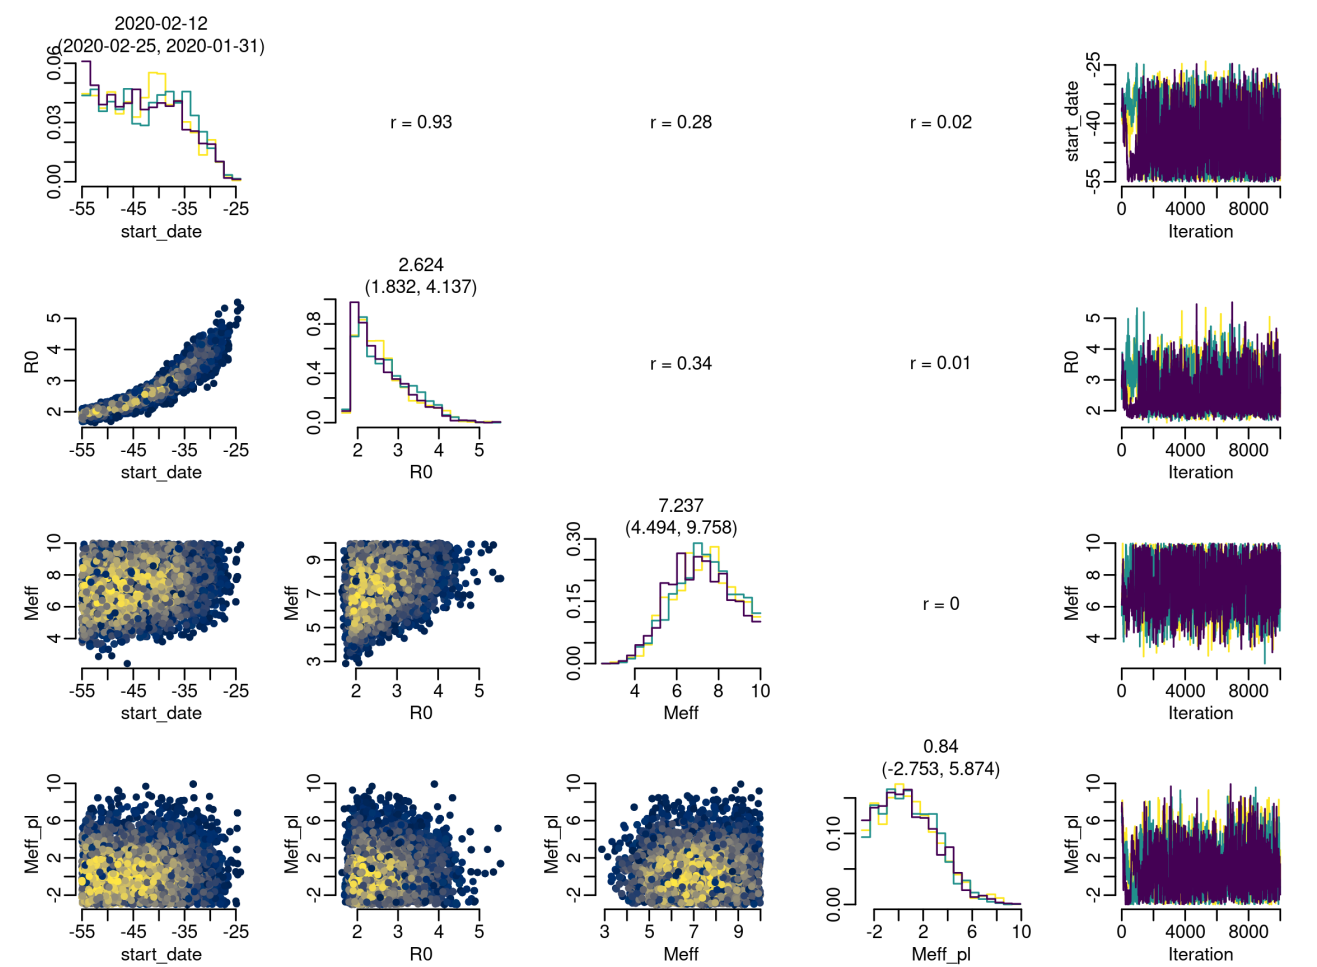 2020-02-12
(2020-02-25, 2020-01-31)
0.00 0.03 0.06
-55 -45 -35 -25
start_date
r = 0.93
r = 0.28
r = 0.02
start_date
-55 -40 -25
0 4000 8000
Iteration
R0
2 3 4 5
-55 -45 -35 -25
start_date
2.624
(1.832, 4.137)
0.0 0.4 0.8
2 3 4 5
R0
r = 0.34
r = 0.01
R0
2 3 4 5
0 4000 8000
Iteration
Meff
4 6 8 10
-55 -45 -35 -25
start_date
Meff
3 5 7 9
2 3 4 5
R0
7.237
(4.494, 9.758)
0.00 0.15 0.30
4 6 8 10
Meff
r = 0
Meff
4 6 8 10
0 4000 8000
Iteration
Meff_pl
-2 2 6 10
-55 -45 -35 -25
start_date
Meff_pl
-2 2 6 10
2 3 4 5
R0
Meff_pl
-2 2 6 10
3 5 7 9
Meff
0.84
(-2.753, 5.874)
0.00 0.10
-2 2 6 10
Meff_pl
Meff_pl
-2 2 6 10
0 4000 8000
Iteration